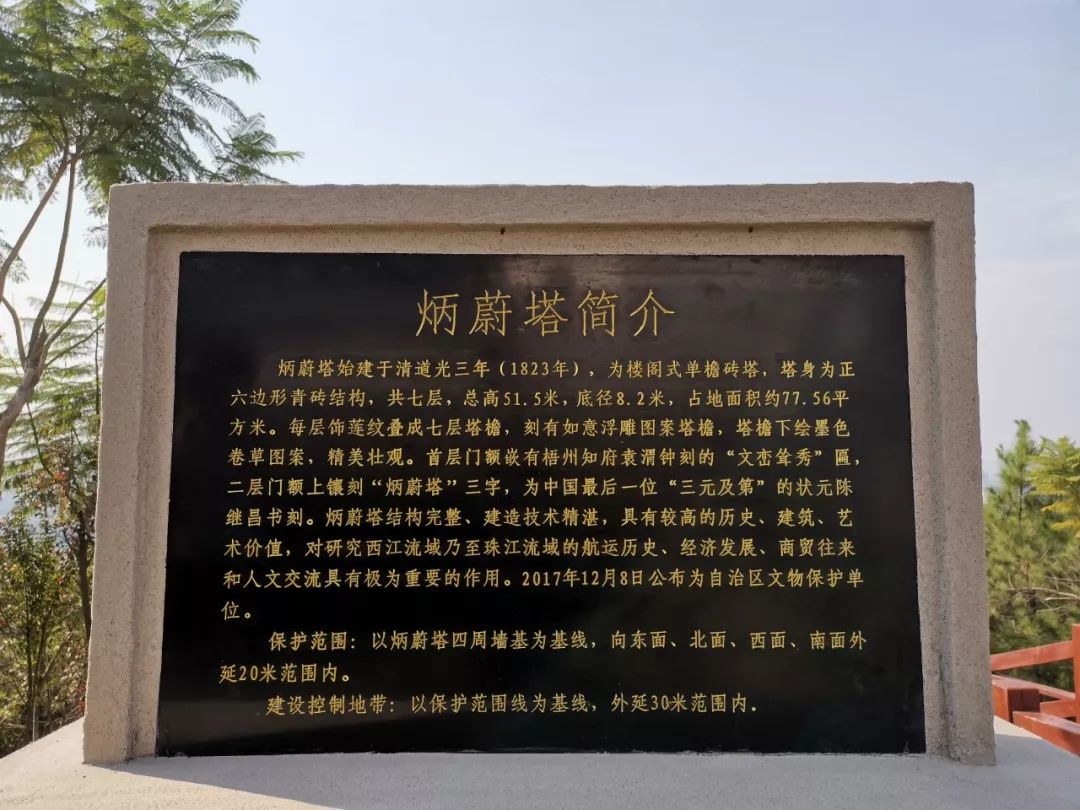 炳蔚塔简介
炳蔚塔始建于清道光三年（1823年），为楼阁式单檐砖塔，塔身为正
六边形青砖结构，共七层，总高51.5米，底径8.2米，占地面积约77.56平
方米。每层饰莲纹叠成七层塔檐，刻有如意浮雕图案塔檐，塔檐下绘墨色
卷草图案，精美壮观。首层门额嵌有梧州知府袁渭钟刻的“文峦耸秀”匾，
二层门额上镶刻“炳蔚塔”三字，为中国最后一位“三元及第”的状元陈
继昌书刻。炳蔚塔结构完整、建造技术精湛，具有较高的历史、建筑、艺
术价值，对研究西江流域乃至珠江流域的航运历史、经济发展、商贸往来
和人文交流具有极为重要的作用。2017年12月8日公布为自治区文物保护单
位。
保护范围：以炳蔚塔四周墙基为基线，向东面、北面、西面、南面外
延20米范围内。
建设控制地带：以保护范围线为基线，外延30米范围内。